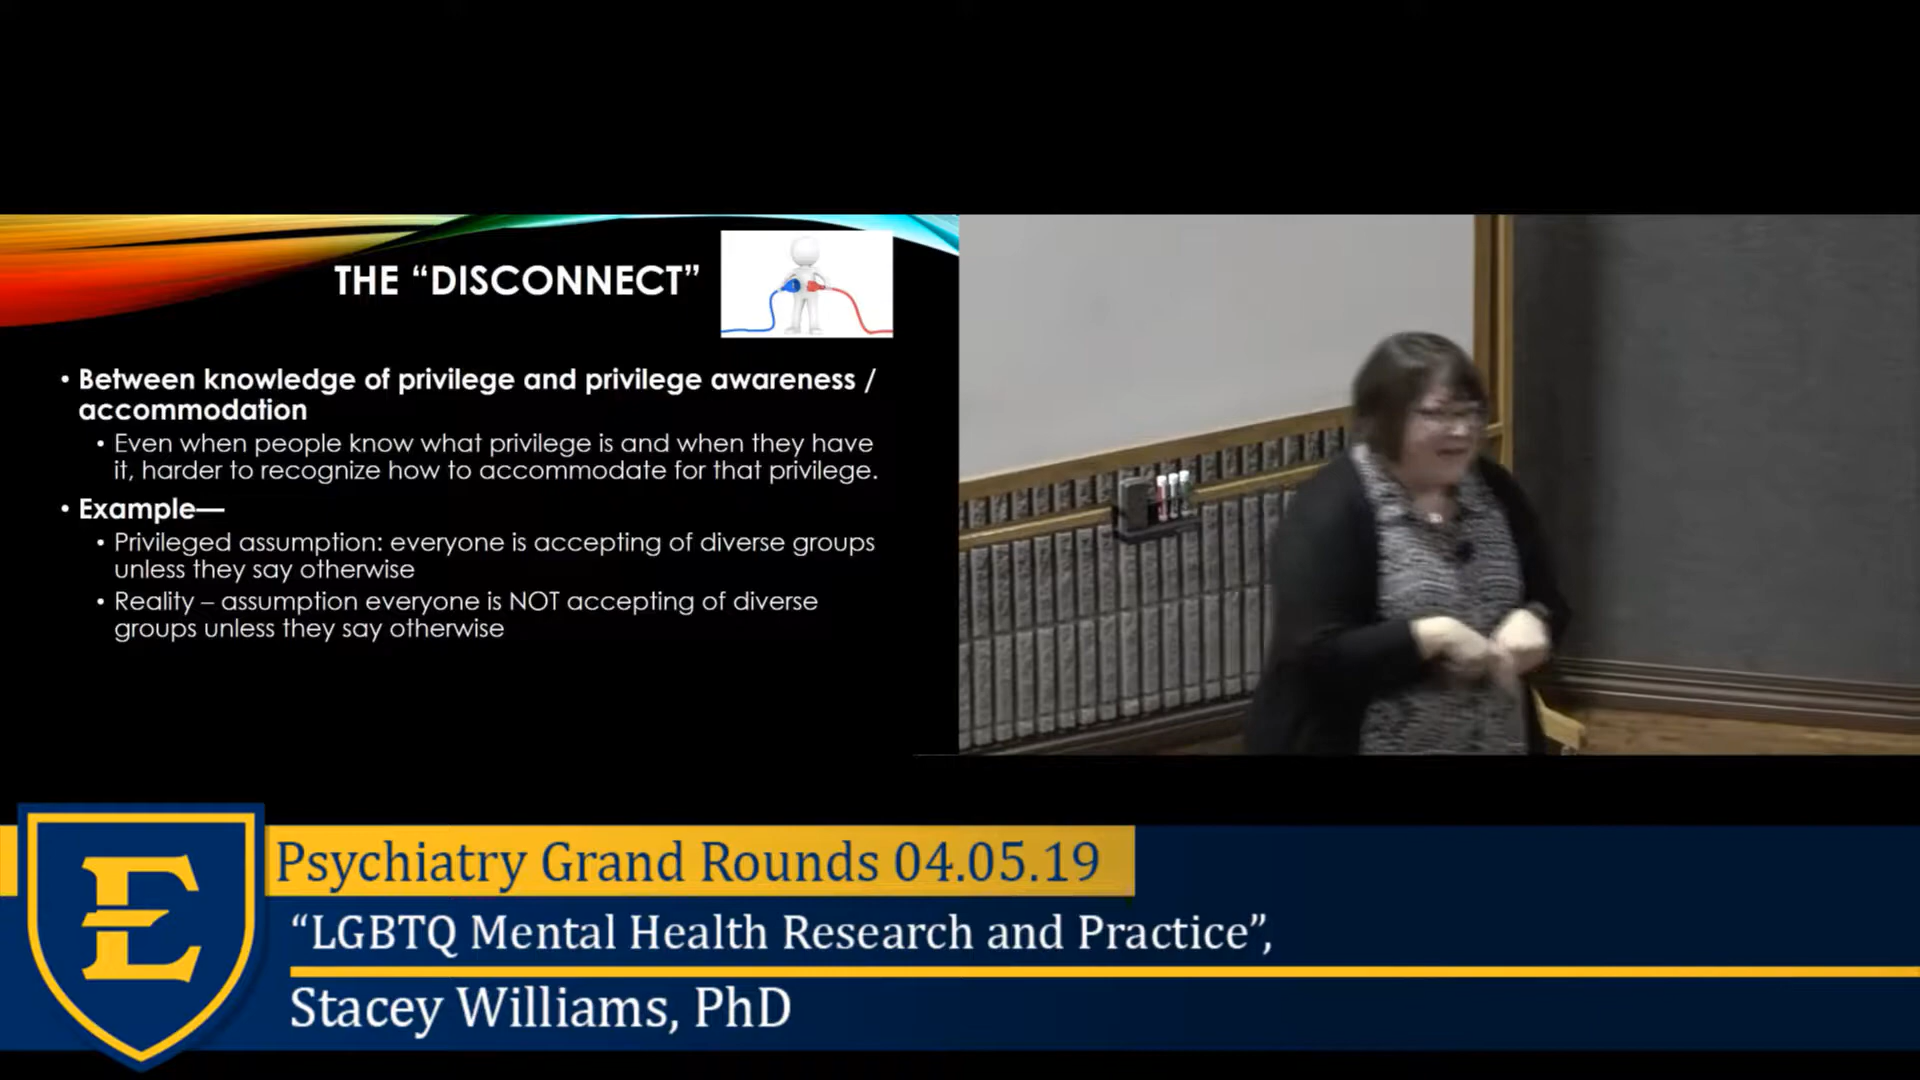 THE “DISCONNECT”
• Between knowledge of privilege and privilege awareness /
accommodation
• Even when people know what privilege is and when they have
it, harder to recognize how to accommodate for that privilege.
• Example—
• Privileged assumption: everyone is accepting of diverse groups
unless they say otherwise
• Reality – assumption everyone is NOT accepting of diverse
groups unless they say otherwise
E
Psychiatry Grand Rounds 04.05.19
“LGBTQ Mental Health Research and Practice”,
Stacey Williams, PhD